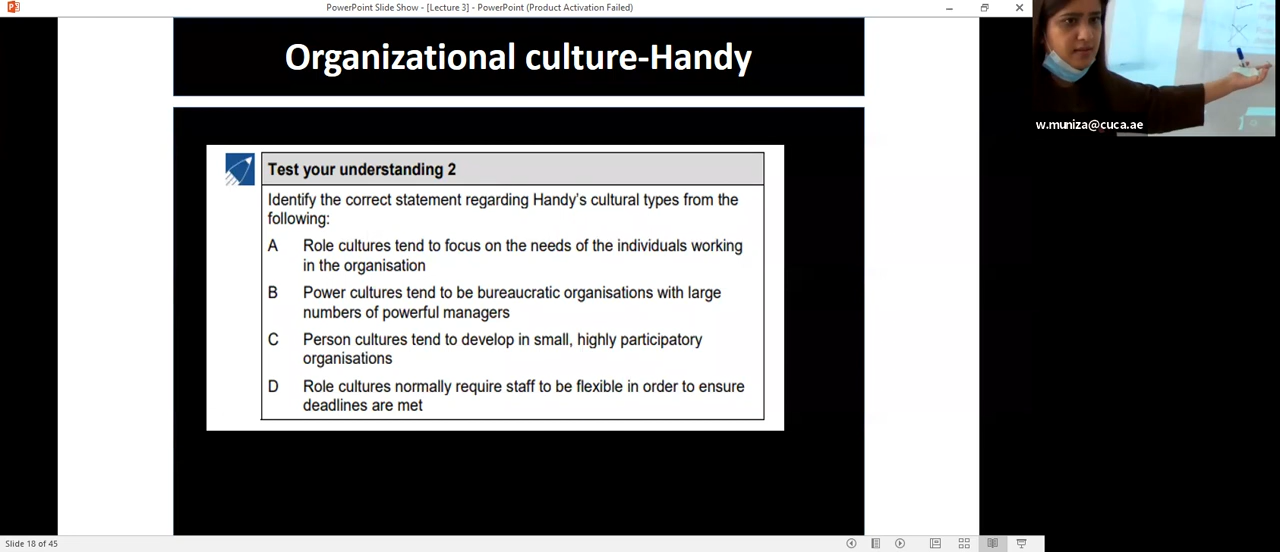 PowerPoint Slide Show - [Lecture 3] - PowerPoint (Product Activation Failed)
Organizational culture-Handy
w.muniza@cuca.ae
Test your understanding 2
Identify the correct statement regarding Handy's cultural types from the
following:
A Role cultures tend to focus on the needs of the individuals working
in the organisation
B Power cultures tend to be bureaucratic organisations with large
numbers of powerful managers
C Person cultures tend to develop in small, highly participatory
organisations
D Role cultures normally require staff to be flexible in order to ensure
deadlines are met
Slide 18 of 45